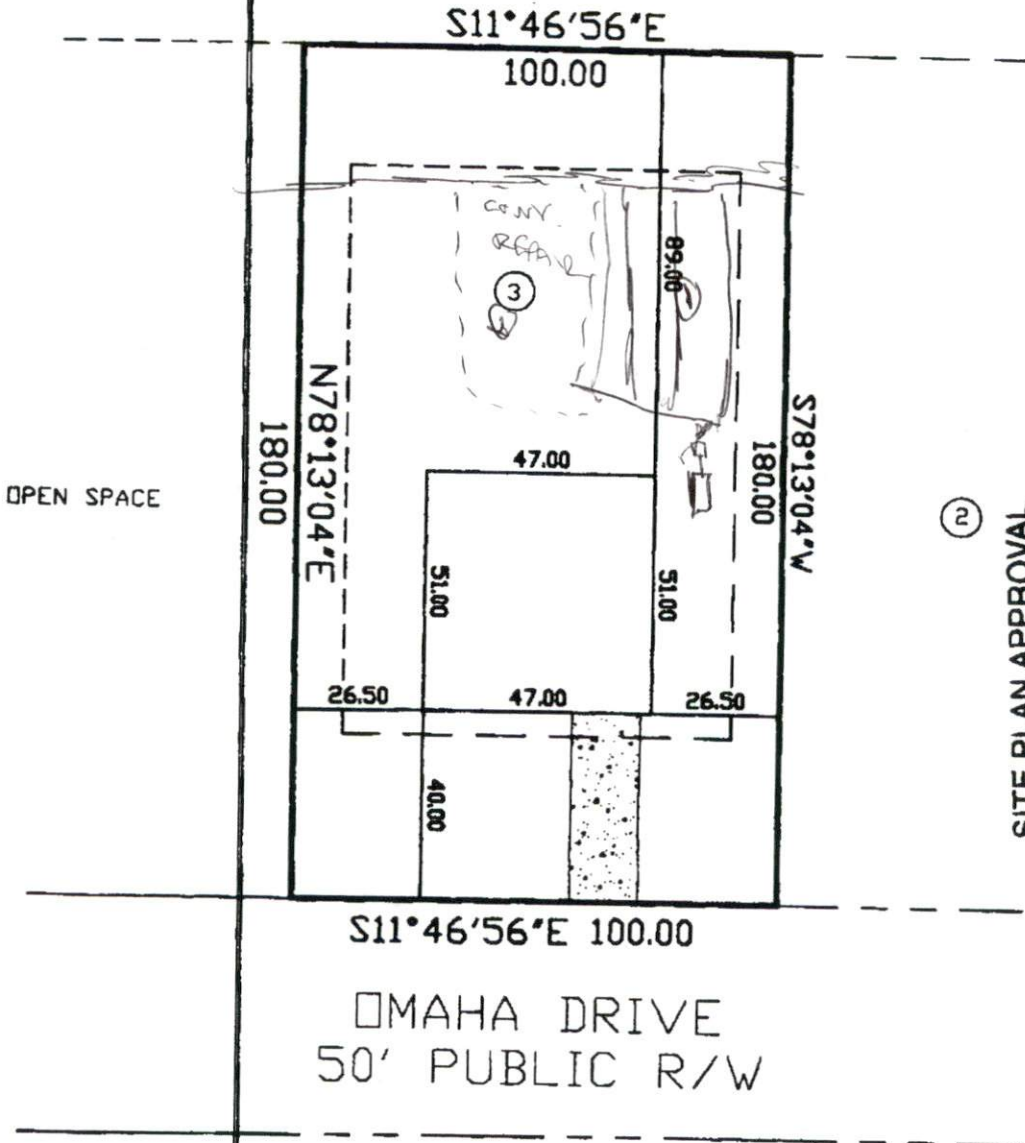 S11°46'56"E
100.00
CONV.
REPAIR
3
89.00
N78°13'04"E
180.00
S78°13'04"W
180.00
OPEN SPACE
2
SITE PLAN APPROVAL
47.00
51.00
51.00
26.50
47.00
26.50
40.00
S11°46'56"E 100.00
OMAHA DRIVE
50' PUBLIC R/W